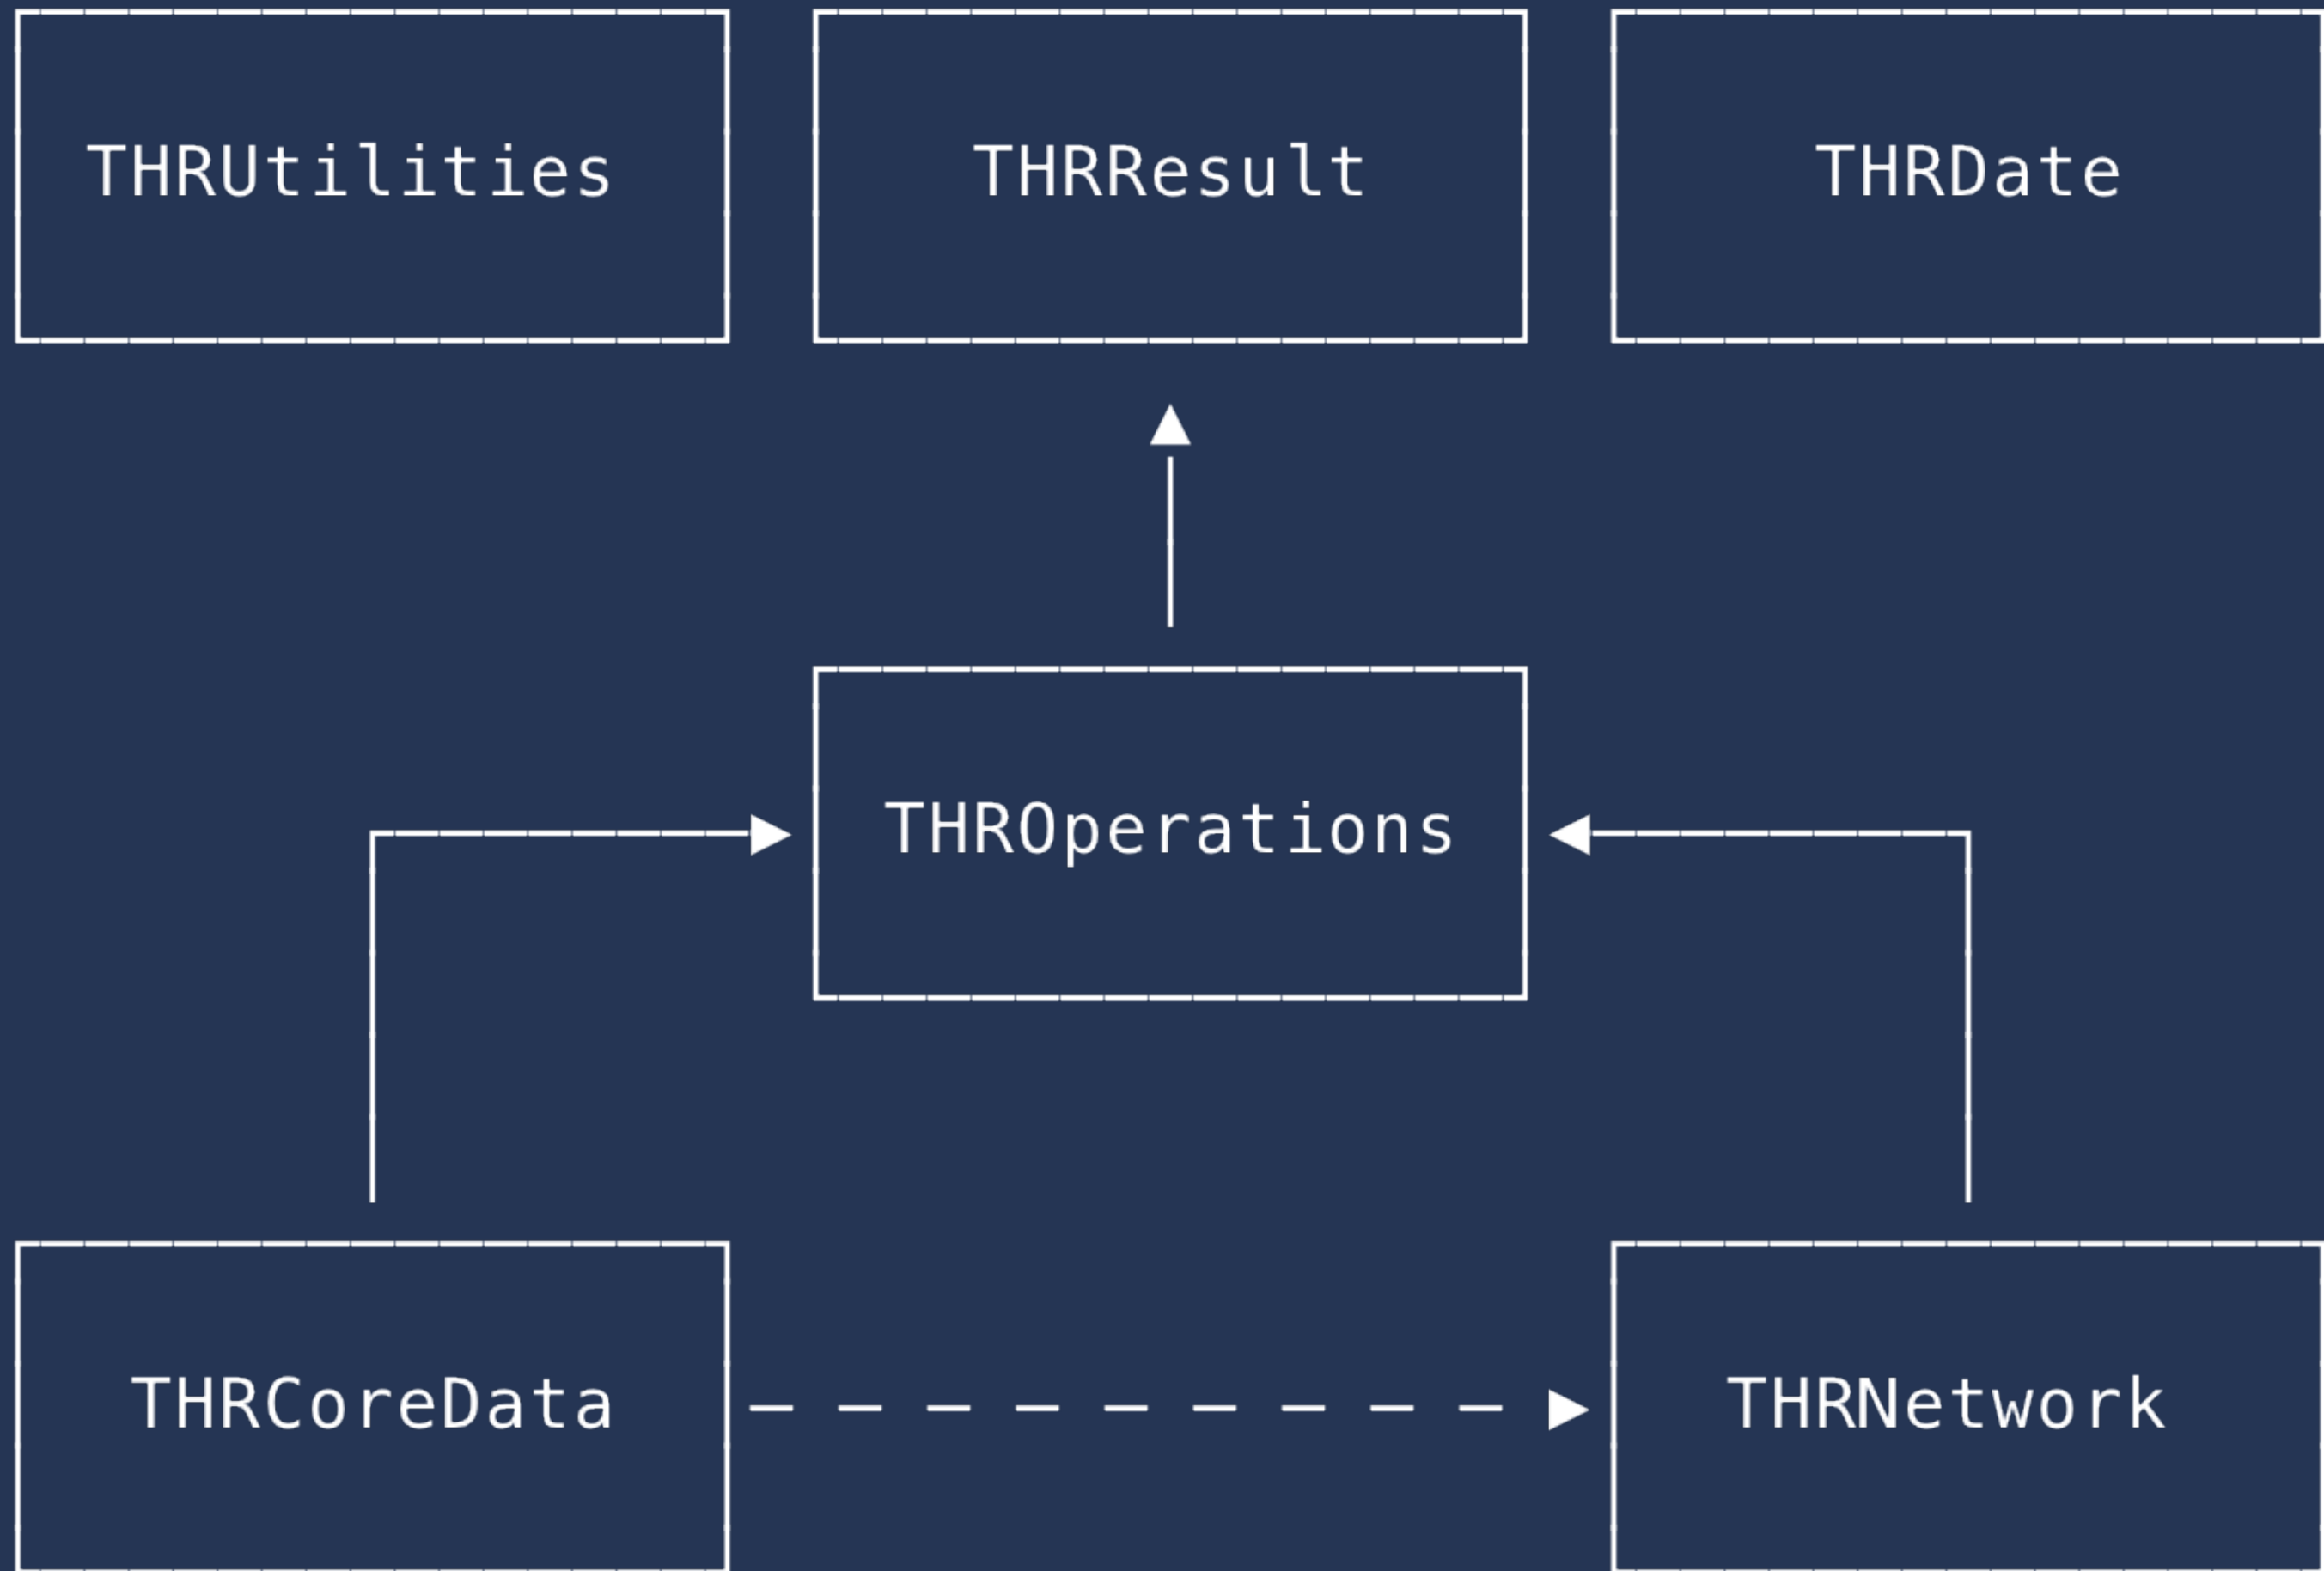 THRUtilities
THRResult
THRDate
THROperations
THRCoreData
THRNetwork